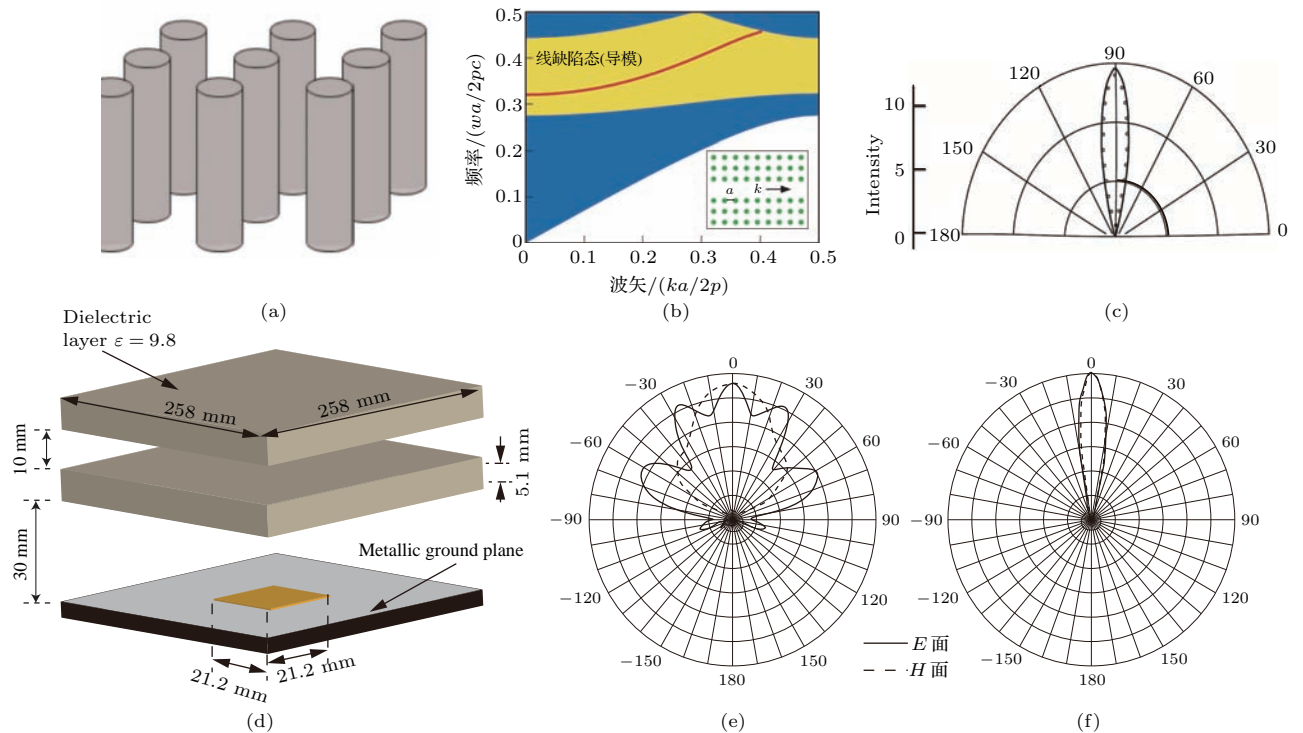 0.5
0.4
0.3
0.2
0.1
0
频率/(wa/2pc)
线缺陷态(导模)
a
k
0
0.1
0.2
0.3
0.4
0.5
波矢/(ka/2p)
Intensity
10
5
0
180
150
120
90
60
30
0
(a)
(b)
(c)
Dielectric
layer ε = 9.8
258 mm
258 mm
10 mm
5.1 mm
30 mm
Metallic ground plane
21.2 mm
21.2 mm
(d)
0
−30
30
−60
60
−90
90
−120
120
−150
150
180
(e)
E 面
H 面
0
−30
30
−60
60
−90
90
−120
120
−150
150
180
(f)